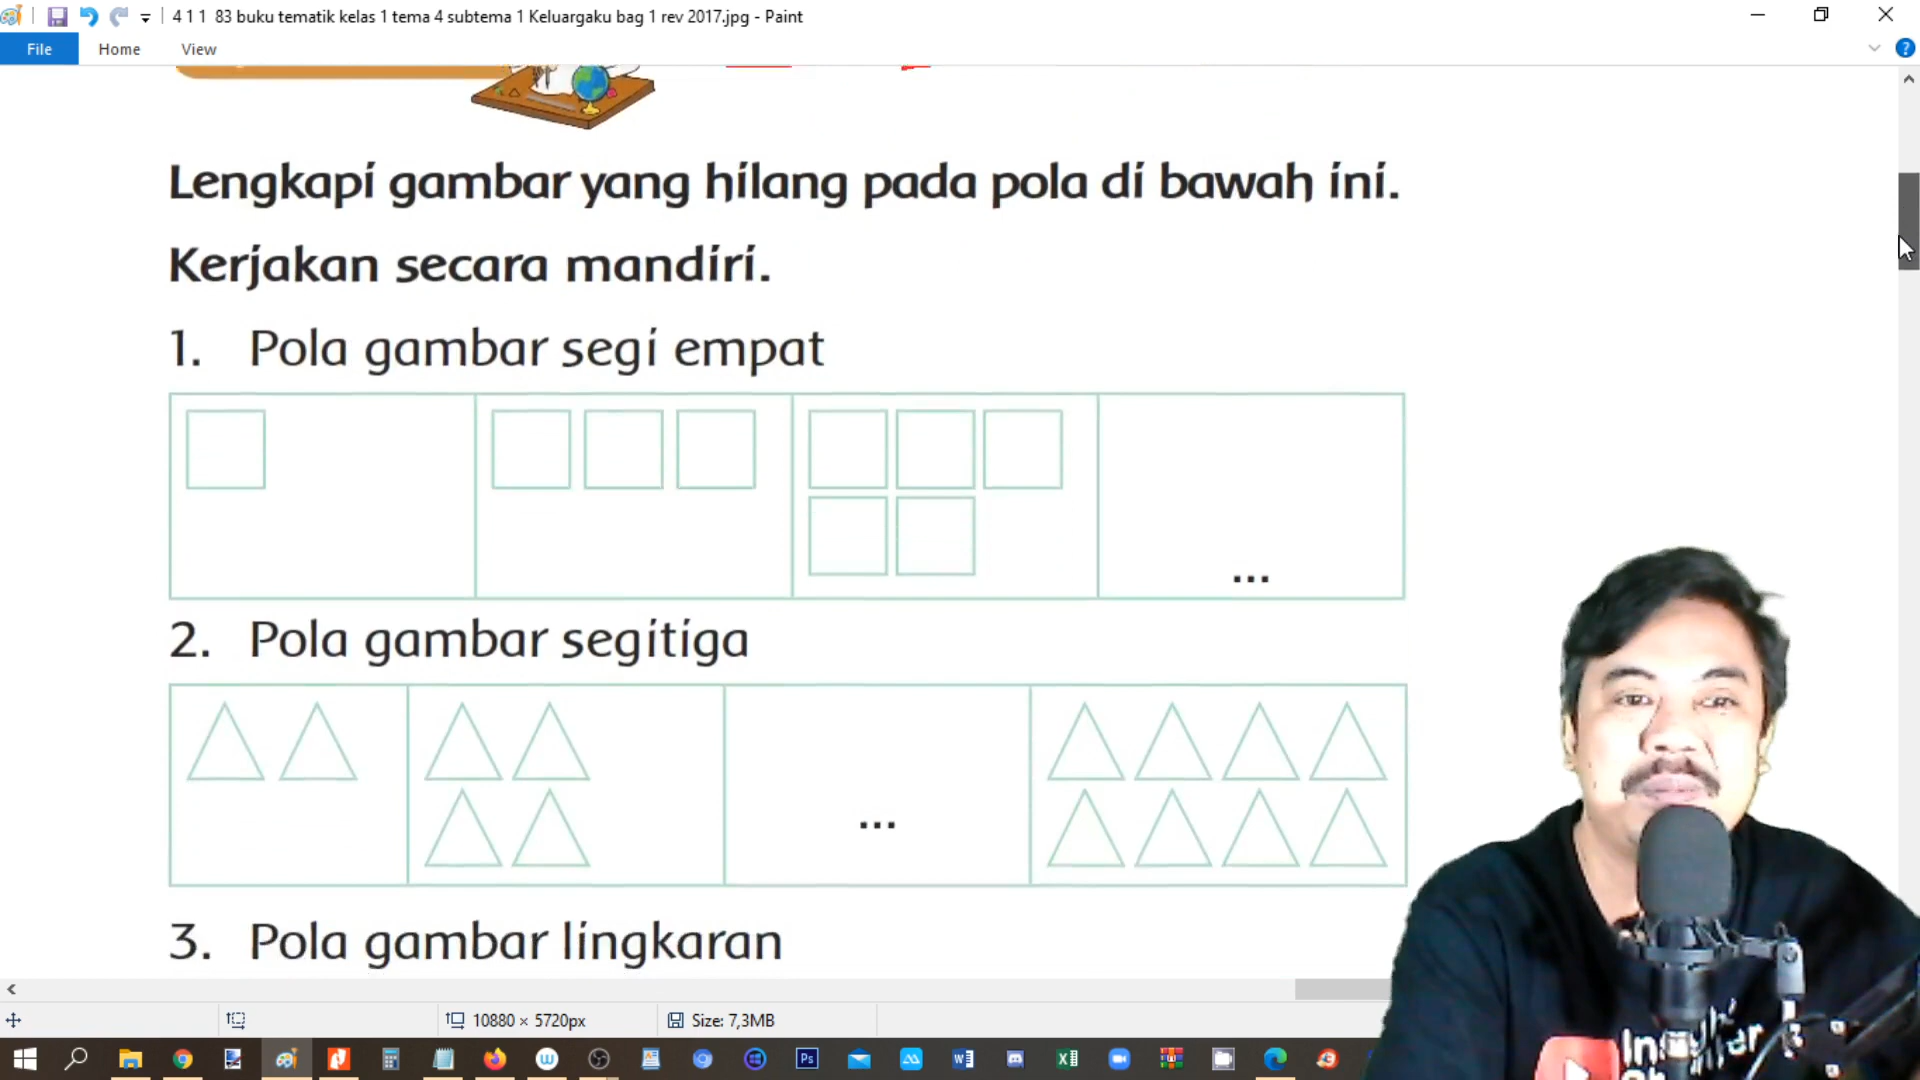 4 1 1  83 buku tematik kelas 1 tema 4 subtema 1 Keluargaku bag 1 rev 2017.jpg - Paint
File Home View
Lengkapi gambar yang hilang pada pola di bawah ini.
Kerjakan secara mandiri.
1. Pola gambar segi empat
...
2. Pola gambar segitiga
...
3. Pola gambar lingkaran
10880 × 5720px Size: 7,3MB